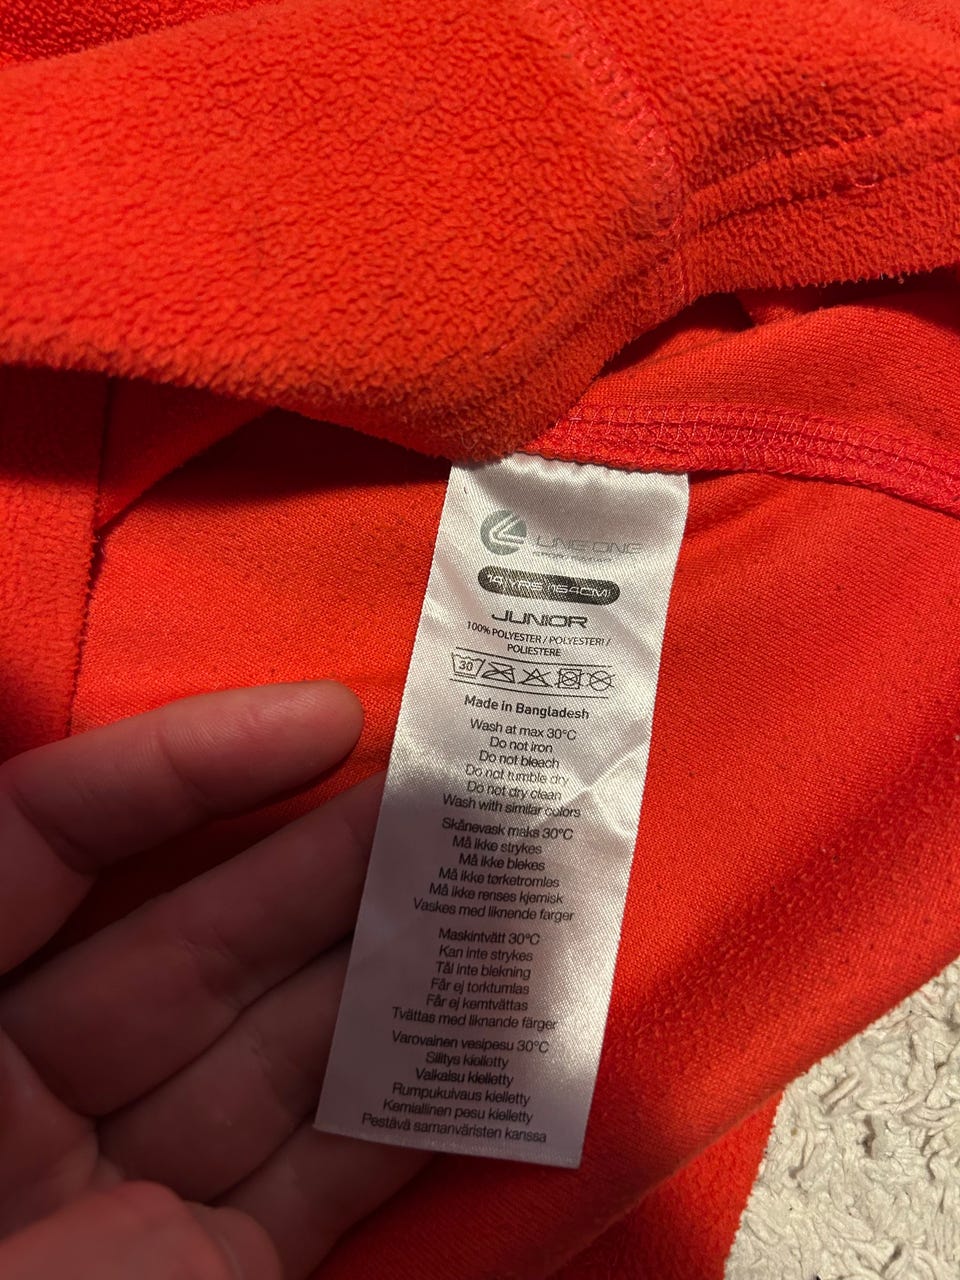 LINE ONE
14 YRS (164CM)
JUNIOR
100% POLYESTER / POLYESTERI /
POLIESTERE
30
Made in Bangladesh
Wash at max 30°C
Do not iron
Do not bleach
Do not tumble dry
Do not dry clean
Wash with similar colors
Skånevask maks 30°C
Må ikke strykes
Må ikke blekes
Må ikke tørketromles
Må ikke renses kjemisk
Vaskes med liknende farger
Maskintvätt 30°C
Kan inte strykes
Tål inte blekning
Får ej torktumlas
Får ej kemtvättas
Tvättas med liknande färger
Varovainen vesipesu 30°C
Silitys kielletty
Valkaisu kielletty
Rumpukuivaus kielletty
Kemiallinen pesu kielletty
Pestävä samanväristen kanssa